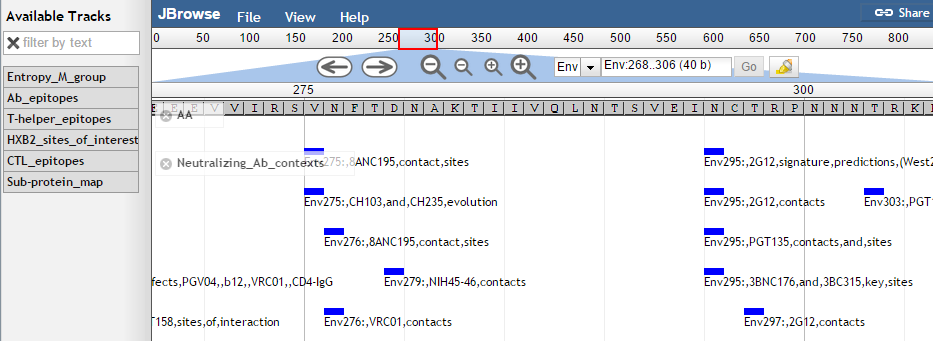 Available Tracks
filter by text
Entropy_M_group
Ab_epitopes
T-helper_epitopes
HXB2_sites_of_interest
CTL_epitopes
Sub-protein_map
JBrowse File View Help Share
0 50 100 150 200 250 300 350 400 450 500 550 600 650 700 750 800
Env Env:268..306 (40 b) Go
275 300
E E E V V I R S V N F T D N A K T I I V Q L N T S V E I N C T R P N N N T R K
AA
Neutralizing_Ab_contexts
Env275:,8ANC195,contact,sites Env295:,2G12,signature,predictions,(West2
Env275:,CH103,and,CH235,evolution Env295:,2G12,contacts Env303:,PGT
Env276:,8ANC195,contact,sites Env295:,PGT135,contacts,and,sites
ffects,PGV04,,b12,,VRC01,,CD4-IgG Env279:,NIH45-46,contacts Env295:,3BNC176,and,3BC315,key,sites
T158,sites,of,interaction Env276:,VRC01,contacts Env297:,2G12,contacts